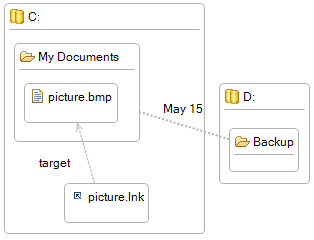 C:
My Documents
picture.bmp
May 15
D:
Backup
target
picture.lnk